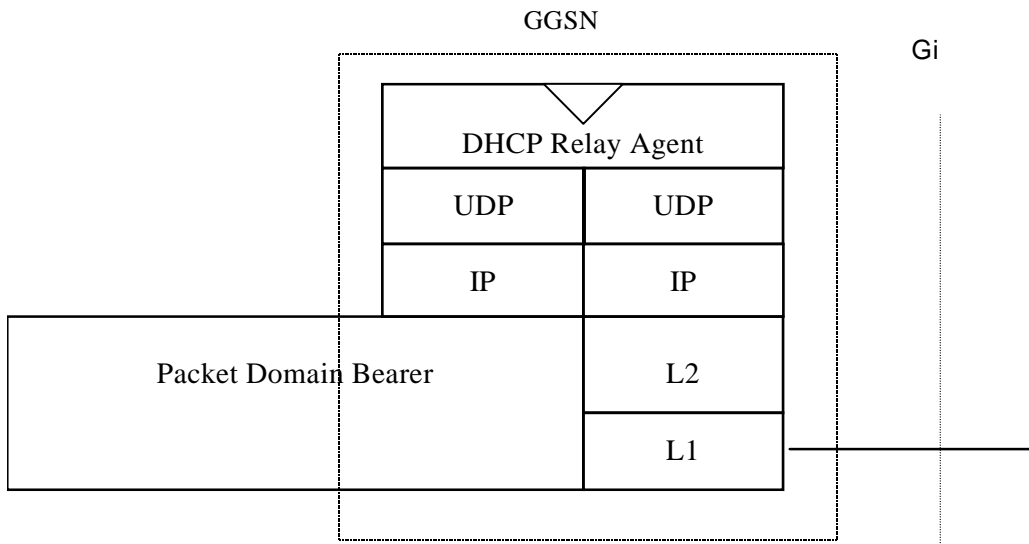 GGSN
Gi
DHCP Relay Agent
UDP UDP
IP IP
Packet Domain Bearer L2
L1